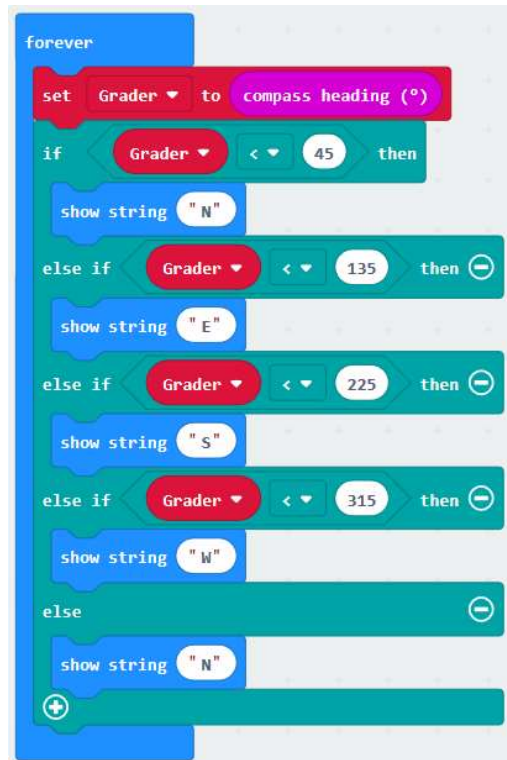 forever
set Grader ▾ to compass heading (°)
if Grader ▾ < ▾ 45 then
show string "N"
else if Grader ▾ < ▾ 135 then
show string "E"
else if Grader ▾ < ▾ 225 then
show string "S"
else if Grader ▾ < ▾ 315 then
show string "W"
else
show string "N"